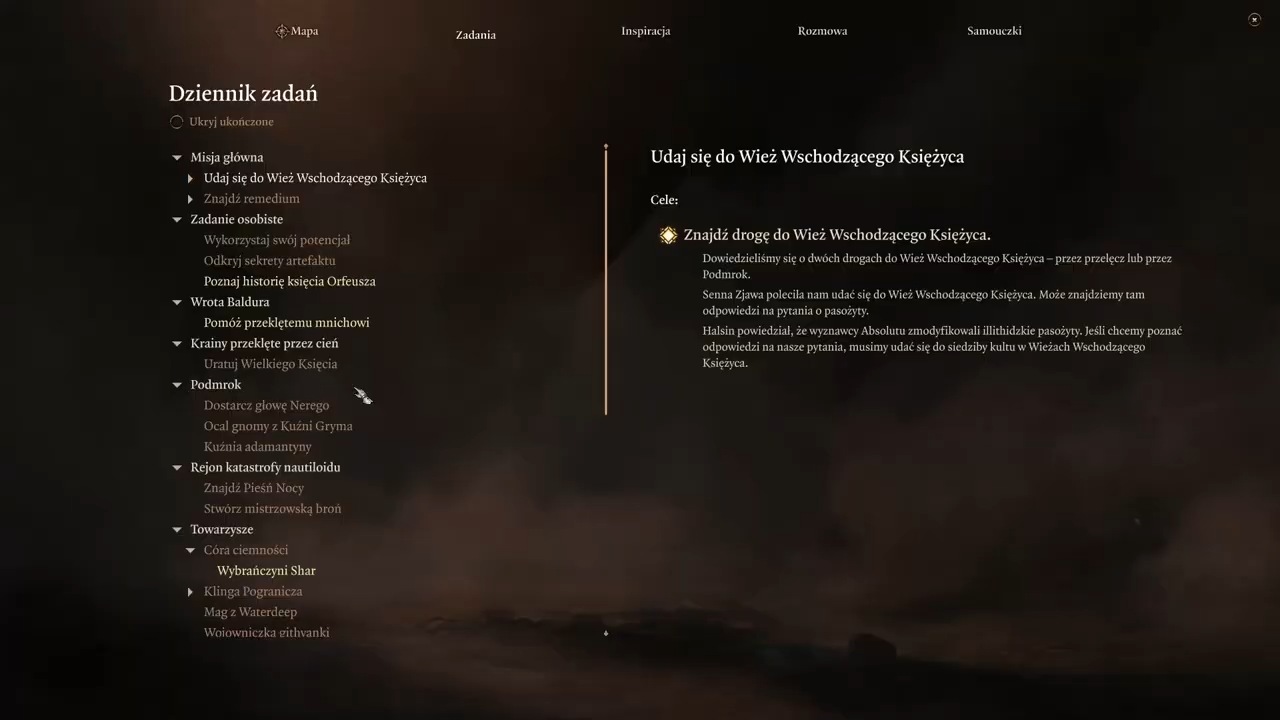 Mapa
Zadania
Inspiracja
Rozmowa
Samouczki
Dziennik zadań
Ukryj ukończone
Misja główna
Udaj się do Wież Wschodzącego Księżyca
Znajdź remedium
Zadanie osobiste
Wykorzystaj swój potencjał
Odkryj sekrety artefaktu
Poznaj historię księcia Orfeusza
Wrota Baldura
Pomóż przeklętemu mnichowi
Krainy przeklęte przez cień
Uratuj Wielkiego Księcia
Podmrok
Dostarcz głowę Nerego
Ocal gnomy z Kuźni Gryma
Kuźnia adamantyny
Rejon katastrofy nautiloidu
Znajdź Pieśń Nocy
Stwórz mistrzowską broń
Towarzysze
Córa ciemności
Wybrańczyni Shar
Klinga Pogranicza
Mag z Waterdeep
Wojowniczka githyanki
Udaj się do Wież Wschodzącego Księżyca
Cele:
Znajdź drogę do Wież Wschodzącego Księżyca.
Dowiedzieliśmy się o dwóch drogach do Wież Wschodzącego Księżyca – przez przełęcz lub przez
Podmrok.
Senna Zjawa poleciła nam udać się do Wież Wschodzącego Księżyca. Może znajdziemy tam
odpowiedzi na pytania o pasożyty.
Halsin powiedział, że wyznawcy Absolutu zmodyfikowali illithidzkie pasożyty. Jeśli chcemy poznać
odpowiedzi na nasze pytania, musimy udać się do siedziby kultu w Wieżach Wschodzącego
Księżyca.